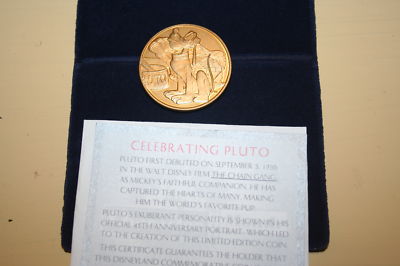 CELEBRATING PLUTO
PLUTO FIRST DEBUTED ON SEPTEMBER 5, 1930
IN THE WALT DISNEY FILM THE CHAIN GANG,
AS MICKEY'S FAITHFUL COMPANION. HE HAS
CAPTURED THE HEARTS OF MANY, MAKING
HIM THE WORLD'S FAVORITE PUP.
PLUTO'S EXUBERANT PERSONALITY IS SHOWN IN HIS
OFFICIAL 45TH ANNIVERSARY PORTRAIT, WHICH LED
TO THE CREATION OF THIS LIMITED EDITION COIN.
THIS CERTIFICATE GUARANTEES THE HOLDER THAT
THIS DISNEYLAND COMMEMORATIVE